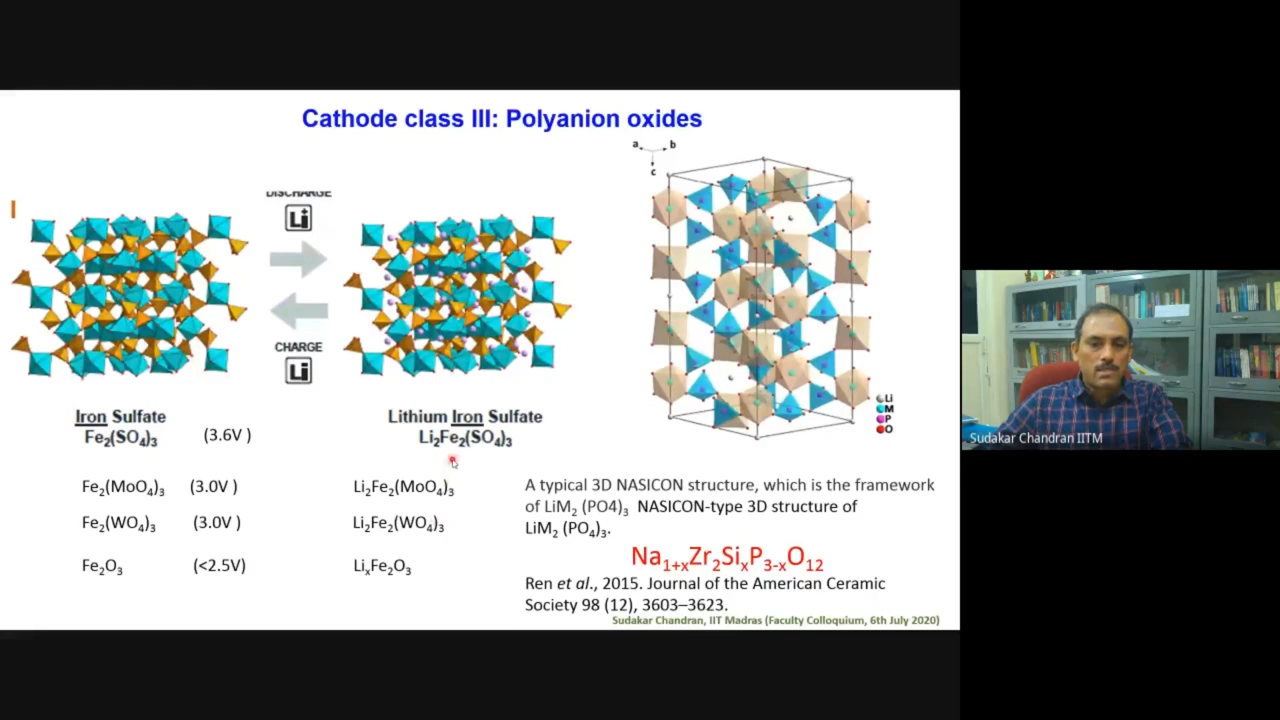 Cathode class III: Polyanion oxides
DISCHARGE
Li+
CHARGE
Li
Iron Sulfate
Fe2(SO4)3 (3.6V )
Lithium Iron Sulfate
Li2Fe2(SO4)3
Fe2(MoO4)3 (3.0V ) Li2Fe2(MoO4)3
Fe2(WO4)3 (3.0V ) Li2Fe2(WO4)3
Fe2O3 (<2.5V) LixFe2O3
a b
c
Li
M
P
O
A typical 3D NASICON structure, which is the framework
of LiM2 (PO4)3 NASICON-type 3D structure of
LiM2 (PO4)3.
Na1+xZr2SixP3-xO12
Ren et al., 2015. Journal of the American Ceramic
Society 98 (12), 3603–3623.
Sudakar Chandran, IIT Madras (Faculty Colloquium, 6th July 2020)
Sudakar Chandran IITM